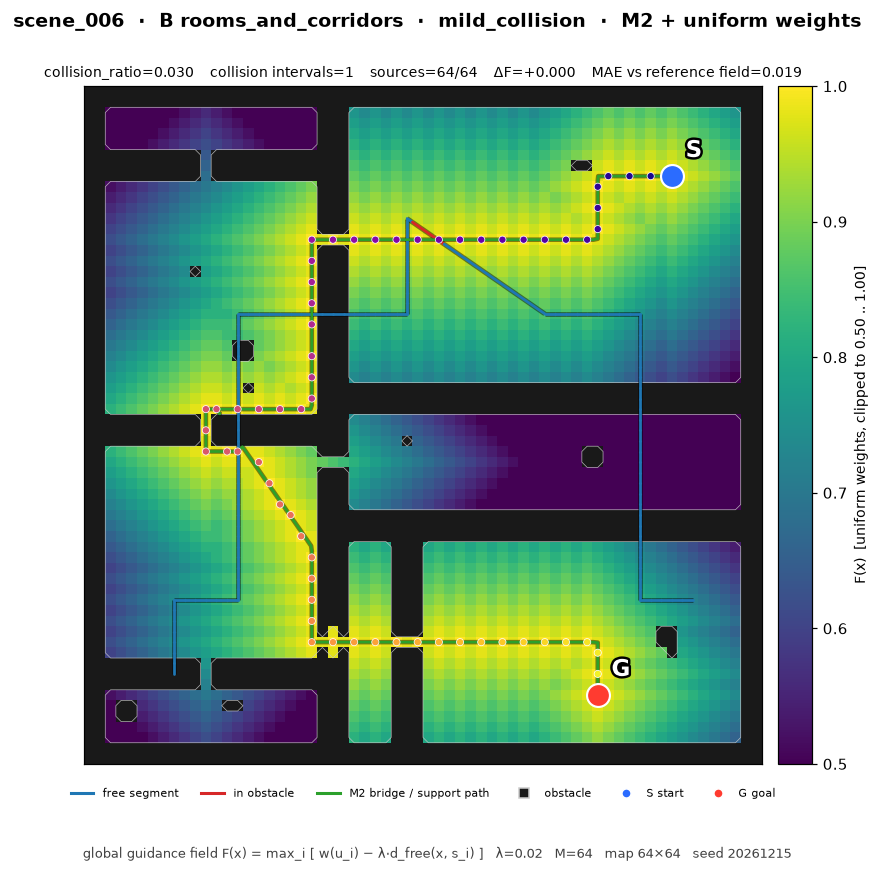 scene_006 · B rooms_and_corridors · mild_collision · M2 + uniform weights
collision_ratio=0.030 collision intervals=1 sources=64/64 ΔF=+0.000 MAE vs reference field=0.019
S
G
1.0
0.9
0.8
0.7
0.6
0.5
F(x) [uniform weights, clipped to 0.50 .. 1.00]
free segment
in obstacle
M2 bridge / support path
obstacle
S start
G goal
global guidance field F(x) = max_i [ w(u_i) − λ·d_free(x, s_i) ] λ=0.02 M=64 map 64×64 seed 20261215